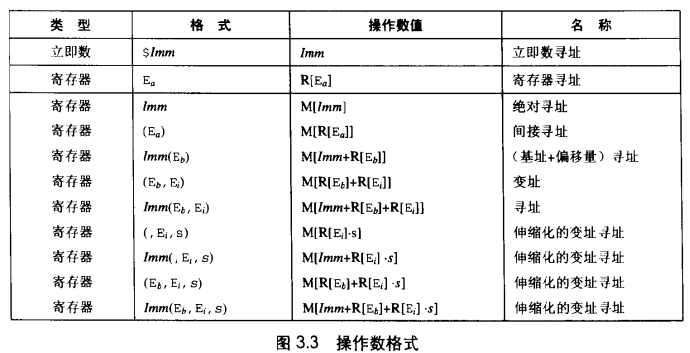 类 型 格 式 操作数值 名 称
立即数 $Imm Imm 立即数寻址
寄存器 Eₐ R[Eₐ] 寄存器寻址
寄存器 Imm M[Imm] 绝对寻址
寄存器 (Eₐ) M[R[Eₐ]] 间接寻址
寄存器 Imm(E_b) M[Imm+R[E_b]] （基址+偏移量）寻址
寄存器 (E_b, E_i) M[R[E_b]+R[E_i]] 变址
寄存器 Imm(E_b, E_i) M[Imm+R[E_b]+R[E_i]] 寻址
寄存器 (, E_i, s) M[R[E_i]·s] 伸缩化的变址寻址
寄存器 Imm(, E_i, s) M[Imm+R[E_i]·s] 伸缩化的变址寻址
寄存器 (E_b, E_i, s) M[R[E_b]+R[E_i]·s] 伸缩化的变址寻址
寄存器 Imm(E_b, E_i, s) M[Imm+R[E_b]+R[E_i]·s] 伸缩化的变址寻址
图 3.3 操作数格式